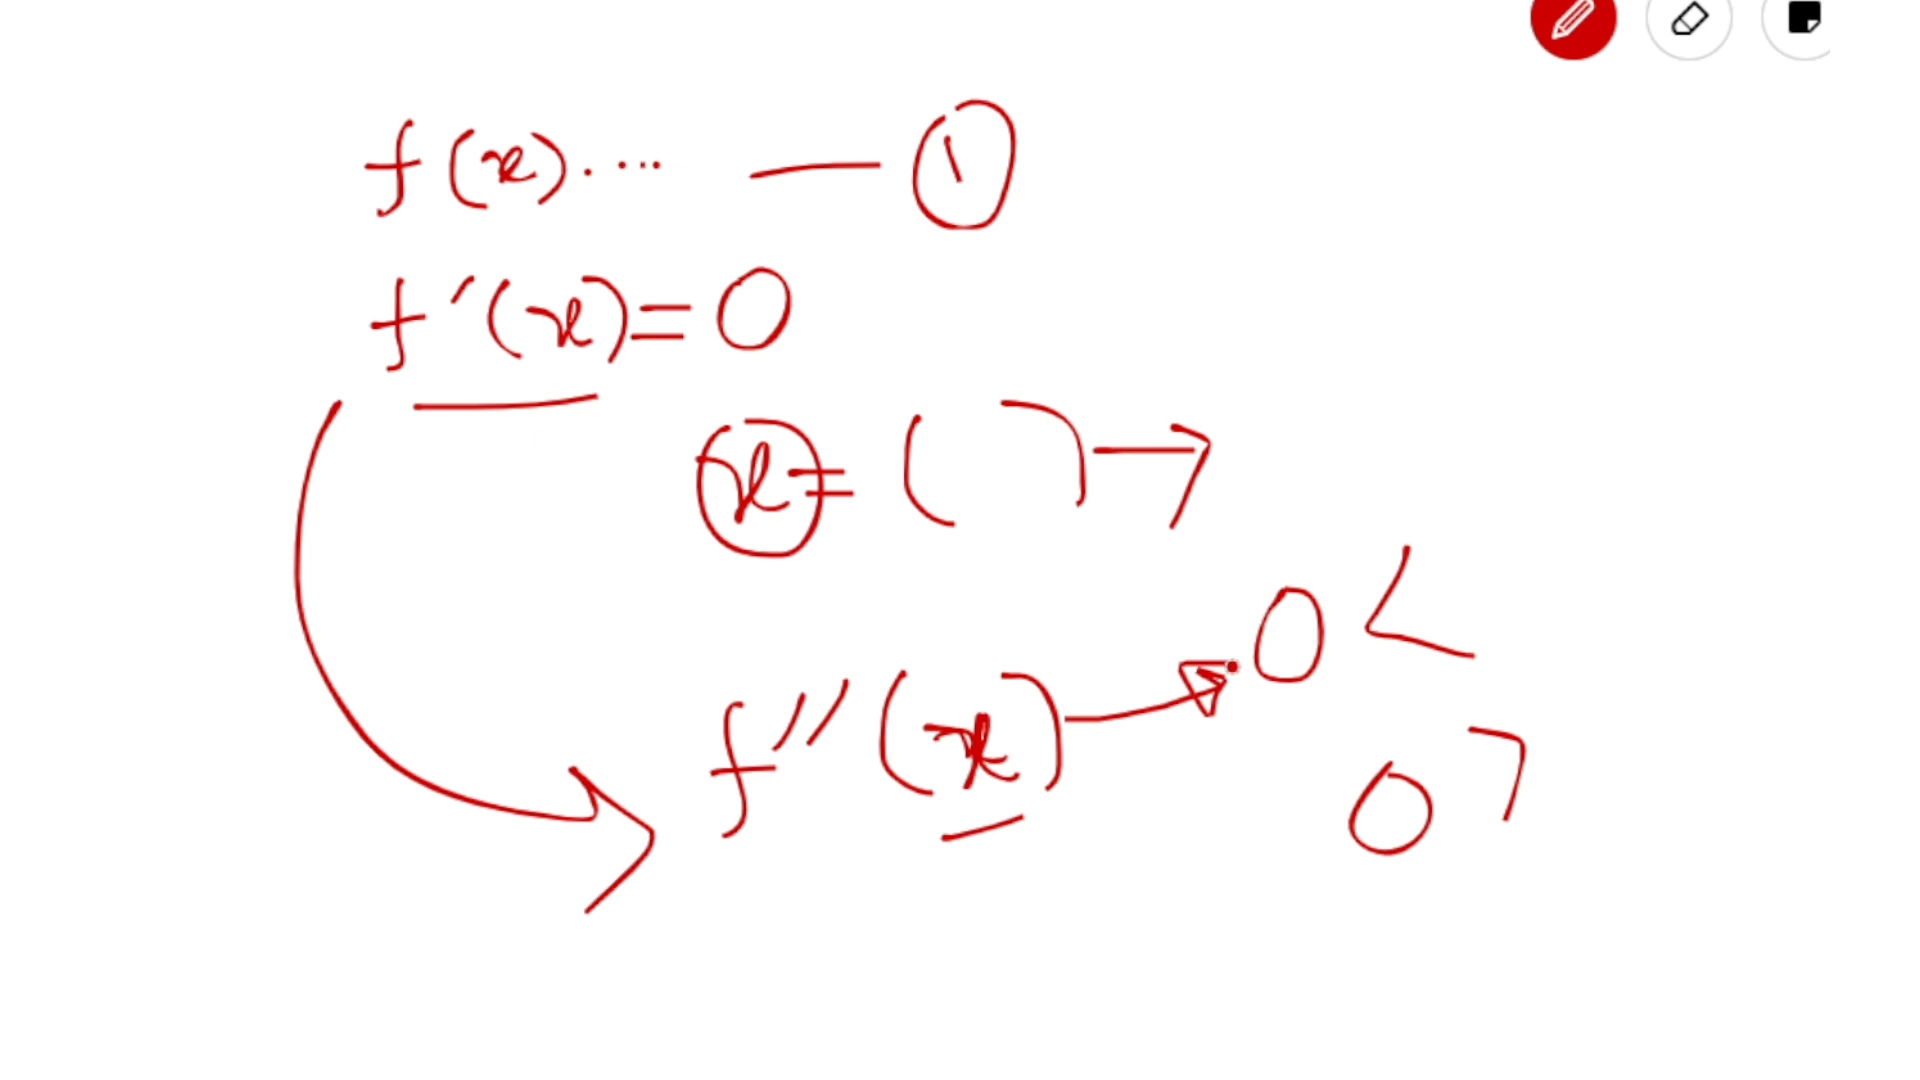 f(x).... — ①
f'(x)=0
x= ( ) →
0 <
f''(x) →
0 >